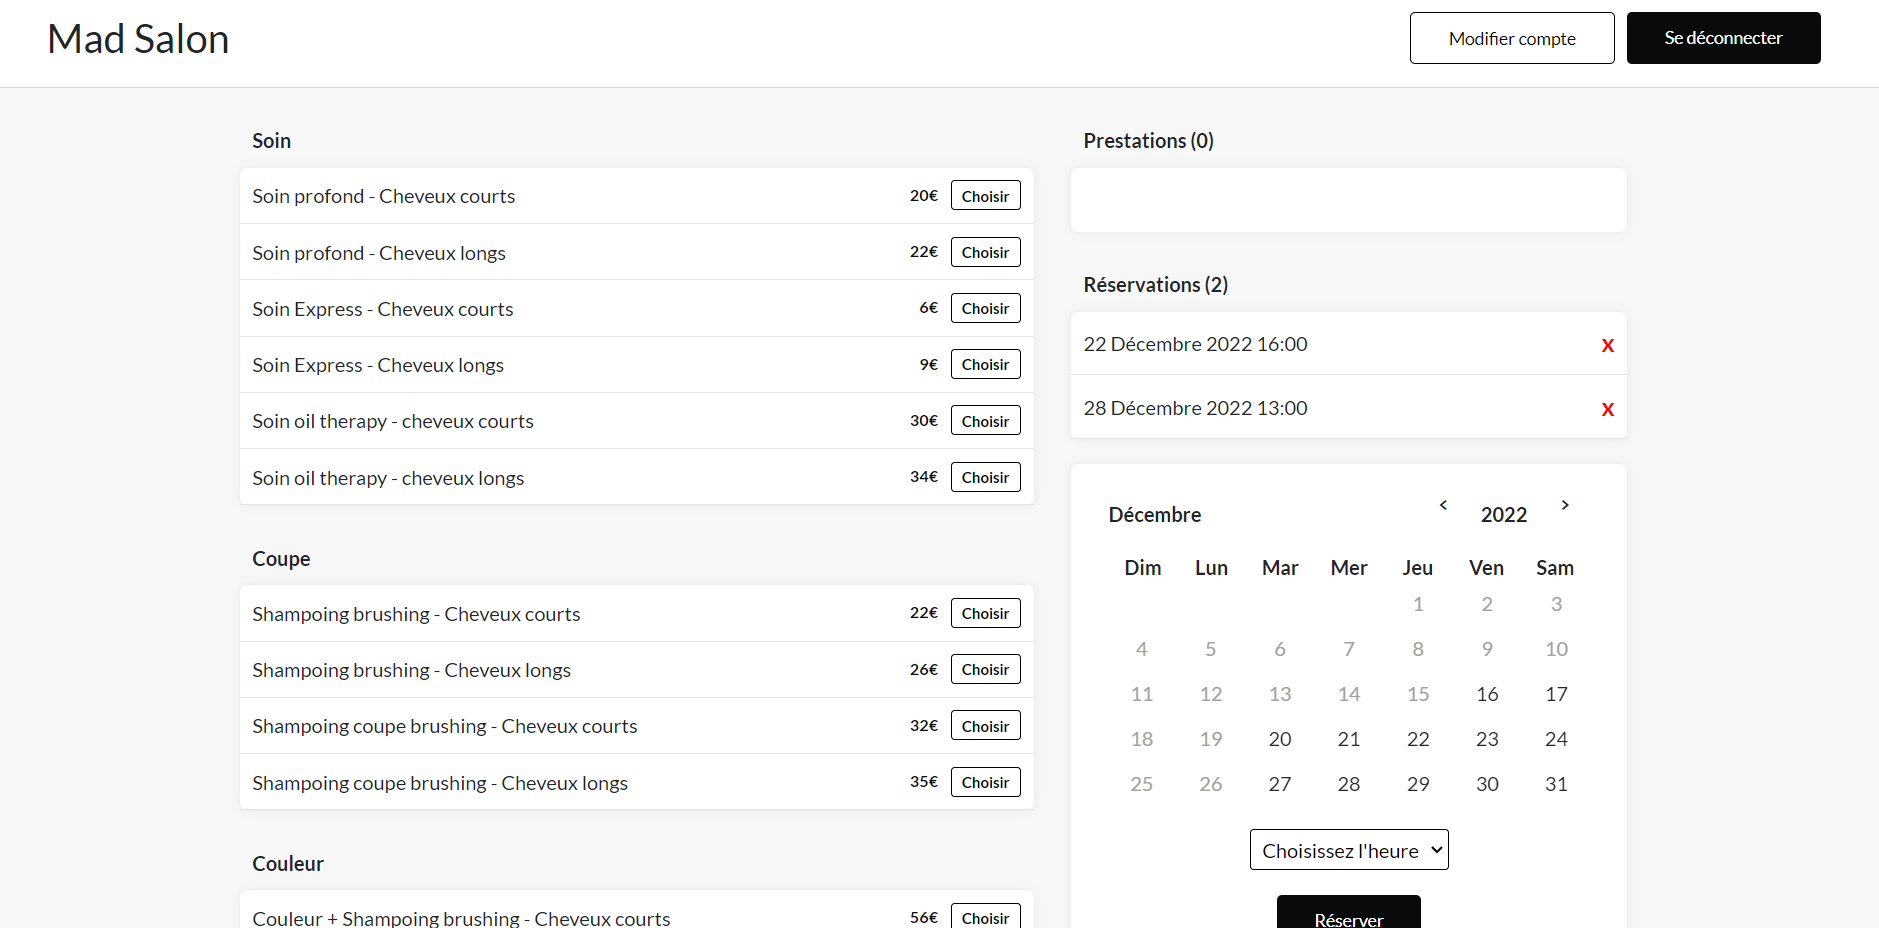 Mad Salon
Modifier compte
Se déconnecter
Soin
Soin profond - Cheveux courts 20€ Choisir
Soin profond - Cheveux longs 22€ Choisir
Soin Express - Cheveux courts 6€ Choisir
Soin Express - Cheveux longs 9€ Choisir
Soin oil therapy - cheveux courts 30€ Choisir
Soin oil therapy - cheveux longs 34€ Choisir
Coupe
Shampoing brushing - Cheveux courts 22€ Choisir
Shampoing brushing - Cheveux longs 26€ Choisir
Shampoing coupe brushing - Cheveux courts 32€ Choisir
Shampoing coupe brushing - Cheveux longs 35€ Choisir
Couleur
Couleur + Shampoing brushing - Cheveux courts 56€ Choisir
Prestations (0)
Réservations (2)
22 Décembre 2022 16:00 X
28 Décembre 2022 13:00 X
Décembre < 2022 >
Dim Lun Mar Mer Jeu Ven Sam
1 2 3
4 5 6 7 8 9 10
11 12 13 14 15 16 17
18 19 20 21 22 23 24
25 26 27 28 29 30 31
Choisissez l'heure
Réserver